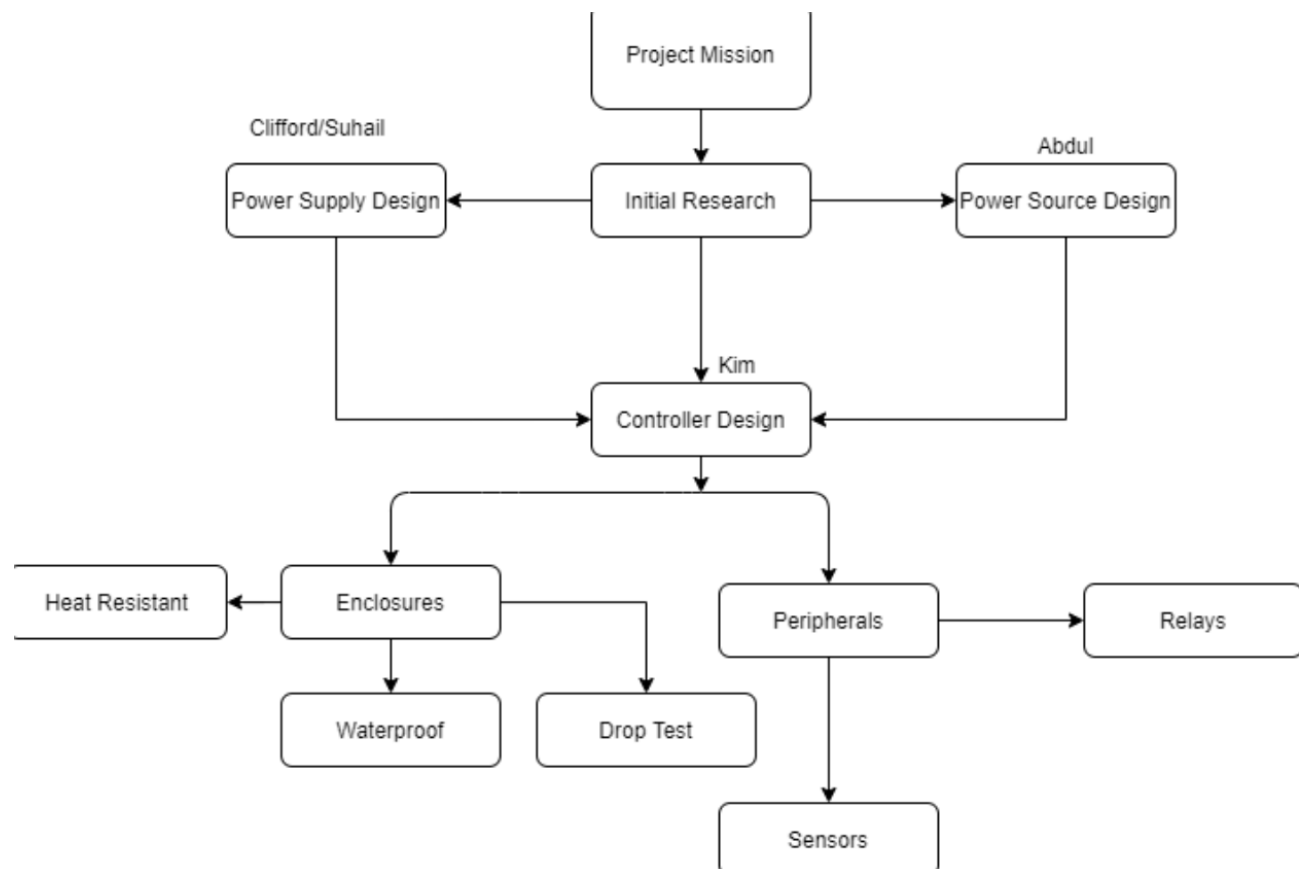 Project Mission
Clifford/Suhail
Abdul
Power Supply Design
Initial Research
Power Source Design
Kim
Controller Design
Heat Resistant
Enclosures
Peripherals
Relays
Waterproof
Drop Test
Sensors